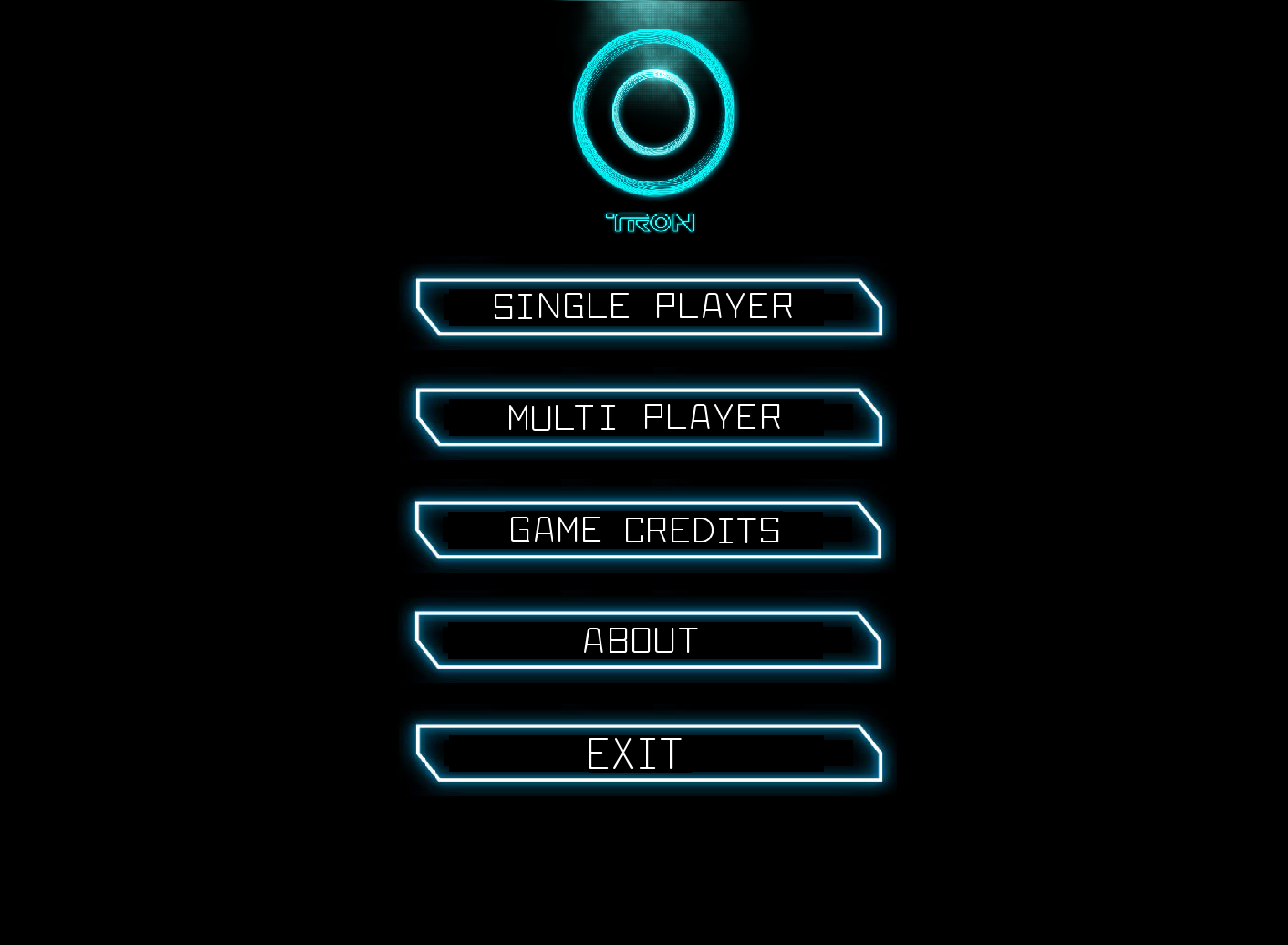 TRON
SINGLE PLAYER
MULTI PLAYER
GAME CREDITS
ABOUT
EXIT